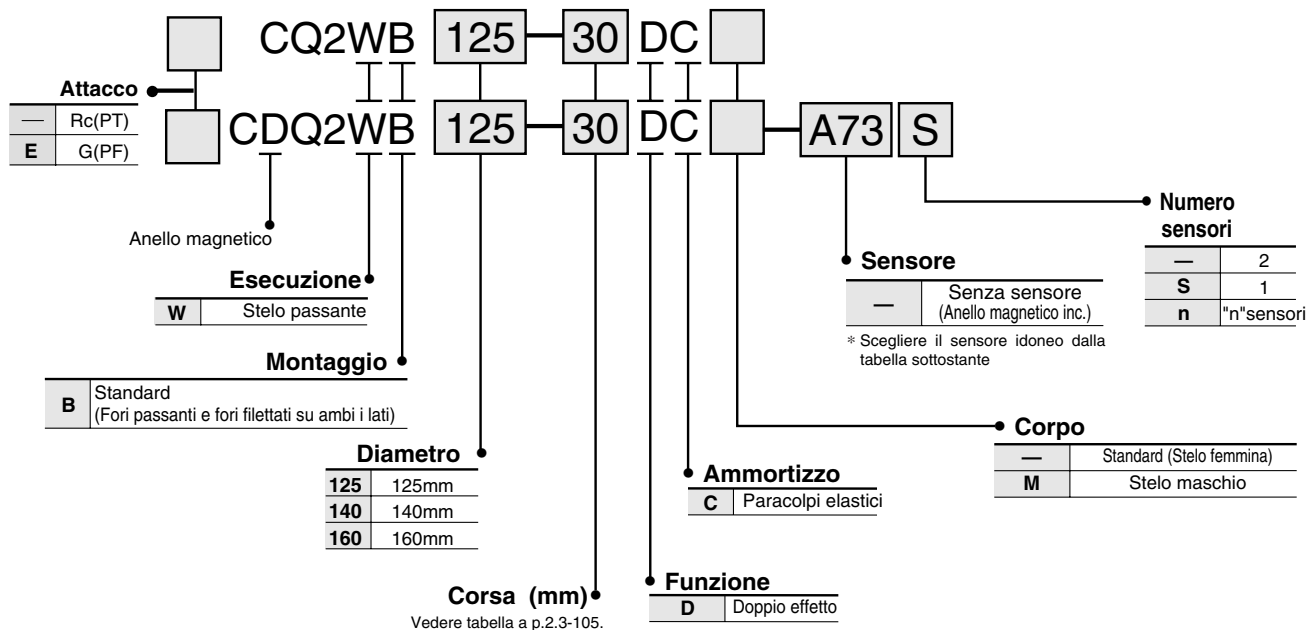 CQ2WB 125 30 DC
Attacco
— Rc(PT)
E G(PF)
CDQ2WB 125 30 DC A73 S
Anello magnetico
Esecuzione
W Stelo passante
Montaggio
B Standard
(Fori passanti e fori filettati su ambi i lati)
Diametro
125 125mm
140 140mm
160 160mm
Corsa (mm)
Vedere tabella a p.2.3-105.
Funzione
D Doppio effetto
Ammortizzo
C Paracolpi elastici
Corpo
— Standard (Stelo femmina)
M Stelo maschio
Sensore
— Senza sensore
(Anello magnetico inc.)
* Scegliere il sensore idoneo dalla
tabella sottostante
Numero
sensori
— 2
S 1
n "n"sensori